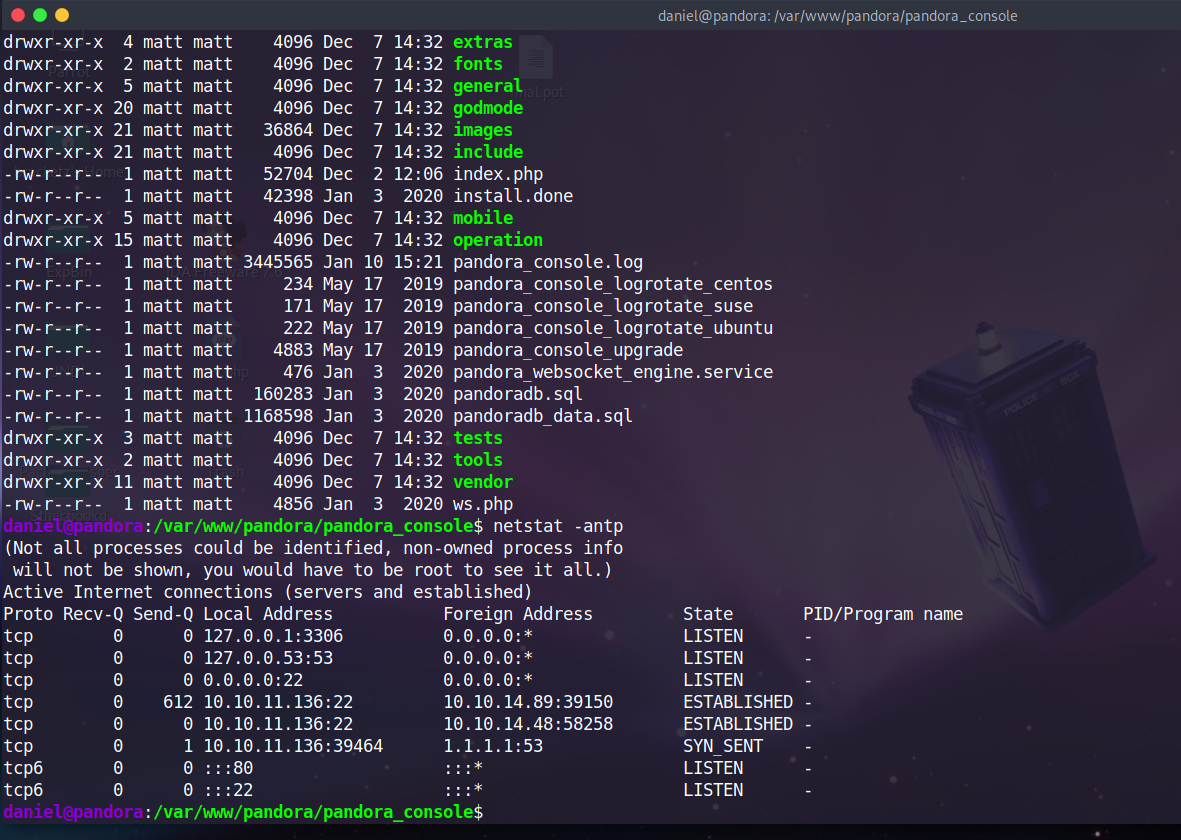 daniel@pandora: /var/www/pandora/pandora_console
drwxr-xr-x  4 matt matt    4096 Dec  7 14:32 extras
drwxr-xr-x  2 matt matt    4096 Dec  7 14:32 fonts
drwxr-xr-x  5 matt matt    4096 Dec  7 14:32 general
drwxr-xr-x 20 matt matt    4096 Dec  7 14:32 godmode
drwxr-xr-x 21 matt matt   36864 Dec  7 14:32 images
drwxr-xr-x 21 matt matt    4096 Dec  7 14:32 include
-rw-r--r--  1 matt matt   52704 Dec  2 12:06 index.php
-rw-r--r--  1 matt matt   42398 Jan  3  2020 install.done
drwxr-xr-x  5 matt matt    4096 Dec  7 14:32 mobile
drwxr-xr-x 15 matt matt    4096 Dec  7 14:32 operation
-rw-r--r--  1 matt matt 3445565 Jan 10 15:21 pandora_console.log
-rw-r--r--  1 matt matt     234 May 17  2019 pandora_console_logrotate_centos
-rw-r--r--  1 matt matt     171 May 17  2019 pandora_console_logrotate_suse
-rw-r--r--  1 matt matt     222 May 17  2019 pandora_console_logrotate_ubuntu
-rw-r--r--  1 matt matt    4883 May 17  2019 pandora_console_upgrade
-rw-r--r--  1 matt matt     476 Jan  3  2020 pandora_websocket_engine.service
-rw-r--r--  1 matt matt  160283 Jan  3  2020 pandoradb.sql
-rw-r--r--  1 matt matt 1168598 Jan  3  2020 pandoradb_data.sql
drwxr-xr-x  3 matt matt    4096 Dec  7 14:32 tests
drwxr-xr-x  2 matt matt    4096 Dec  7 14:32 tools
drwxr-xr-x 11 matt matt    4096 Dec  7 14:32 vendor
-rw-r--r--  1 matt matt    4856 Jan  3  2020 ws.php
daniel@pandora:/var/www/pandora/pandora_console$ netstat -antp
(Not all processes could be identified, non-owned process info
 will not be shown, you would have to be root to see it all.)
Active Internet connections (servers and established)
Proto Recv-Q Send-Q Local Address           Foreign Address         State       PID/Program name
tcp        0      0 127.0.0.1:3306          0.0.0.0:*               LISTEN      -
tcp        0      0 127.0.0.53:53           0.0.0.0:*               LISTEN      -
tcp        0      0 0.0.0.0:22              0.0.0.0:*               LISTEN      -
tcp        0    612 10.10.11.136:22         10.10.14.89:39150       ESTABLISHED -
tcp        0      0 10.10.11.136:22         10.10.14.48:58258       ESTABLISHED -
tcp        0      1 10.10.11.136:39464      1.1.1.1:53              SYN_SENT    -
tcp6       0      0 :::80                   :::*                    LISTEN      -
tcp6       0      0 :::22                   :::*                    LISTEN      -
daniel@pandora:/var/www/pandora/pandora_console$
POLICE BOX